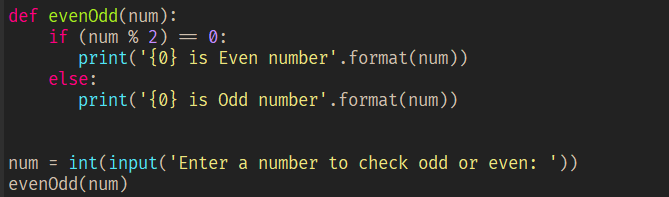 def evenOdd(num):
    if (num % 2) == 0:
       print('{0} is Even number'.format(num))
    else:
       print('{0} is Odd number'.format(num))
num = int(input('Enter a number to check odd or even: '))
evenOdd(num)